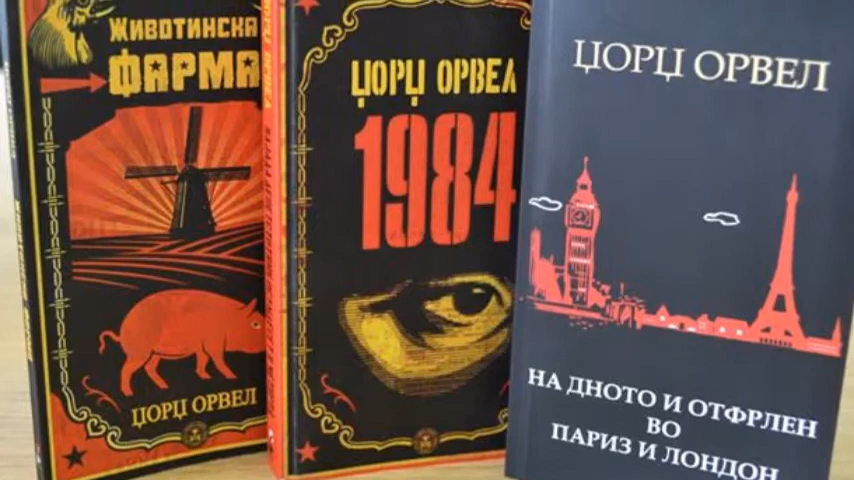 ЖИВОТИНСКА
ФАРМА
ЏОРЏ ОРВЕЛ
ЏОРЏ ОРВЕЛ
1984
ЏОРЏ ОРВЕЛ
НА ДНОТО И ОТФРЛЕН
ВО
ПАРИЗ И ЛОНДОН